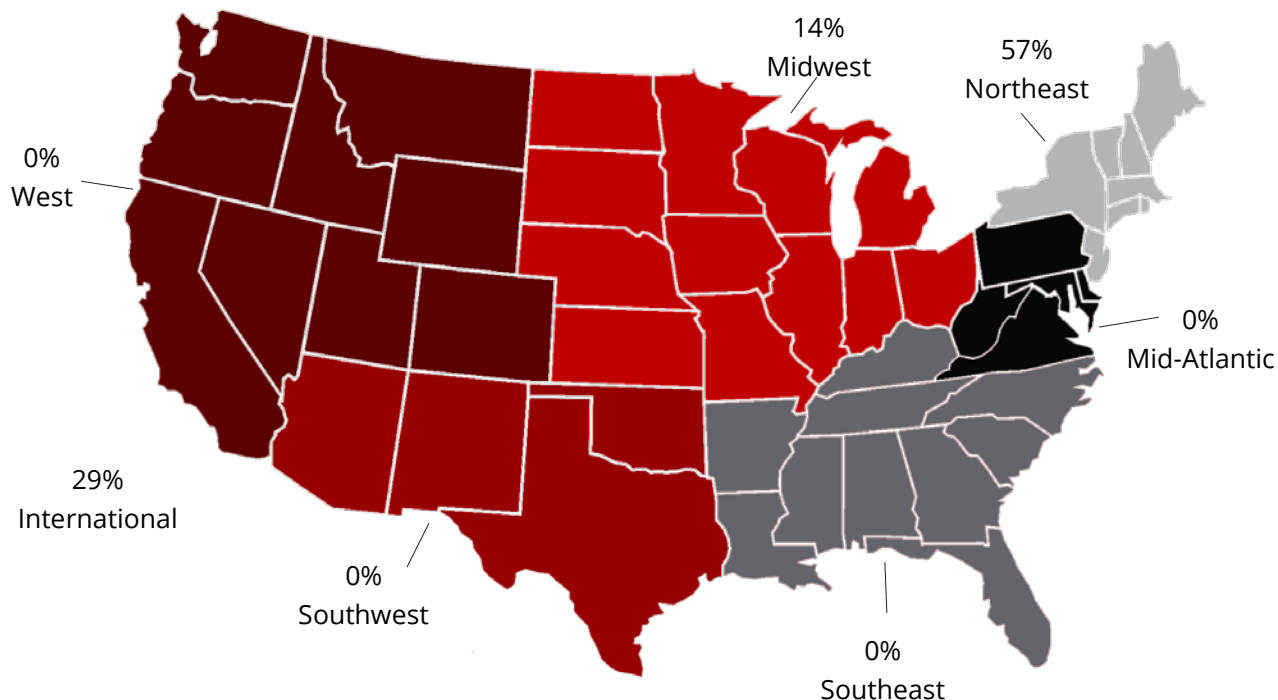 14%
Midwest
57%
Northeast
0%
West
0%
Mid-Atlantic
29%
International
0%
Southwest
0%
Southeast